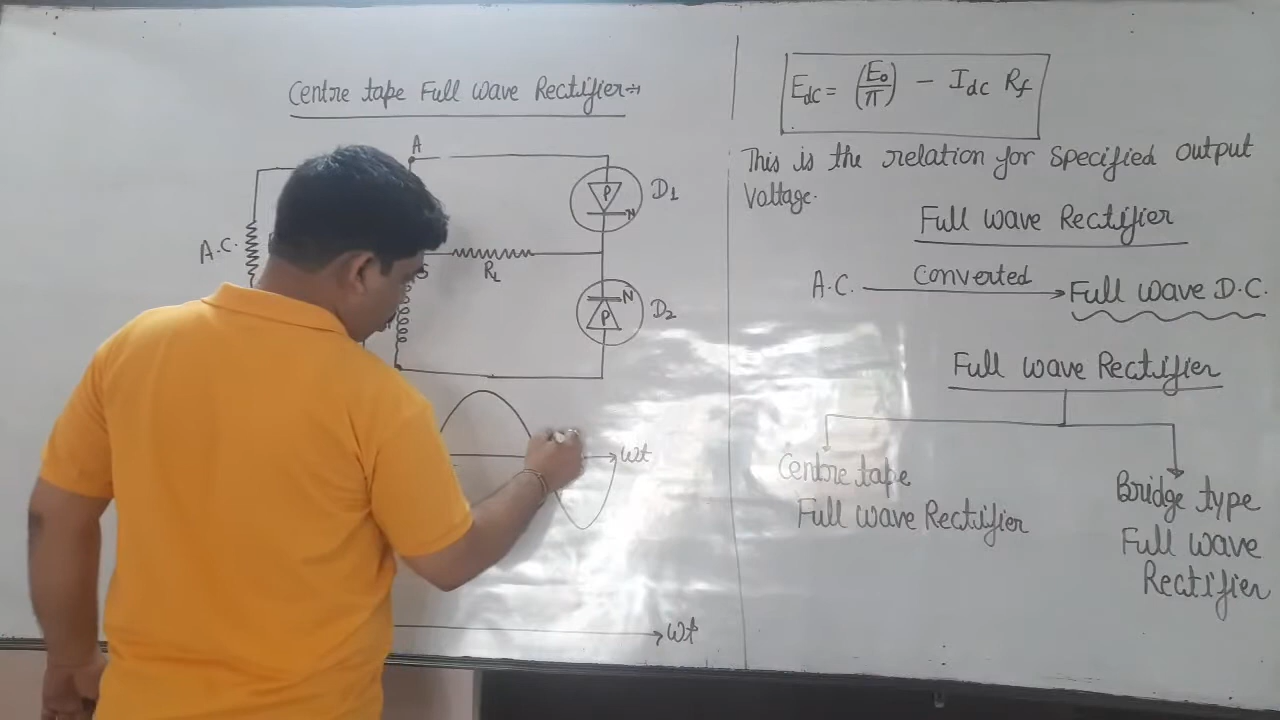 Centre tape Full wave Rectifier→
A
P
N
D1
A.C.
S
RL
N
P
D2
wt
wt
Edc = (E0/π) - Idc Rf
This is the relation for specified output
Voltage.
Full wave Rectifier
A.C. Converted Full wave D.C.
Full wave Rectifier
Centre tape
Full wave Rectifier
Bridge type
Full wave
Rectifier